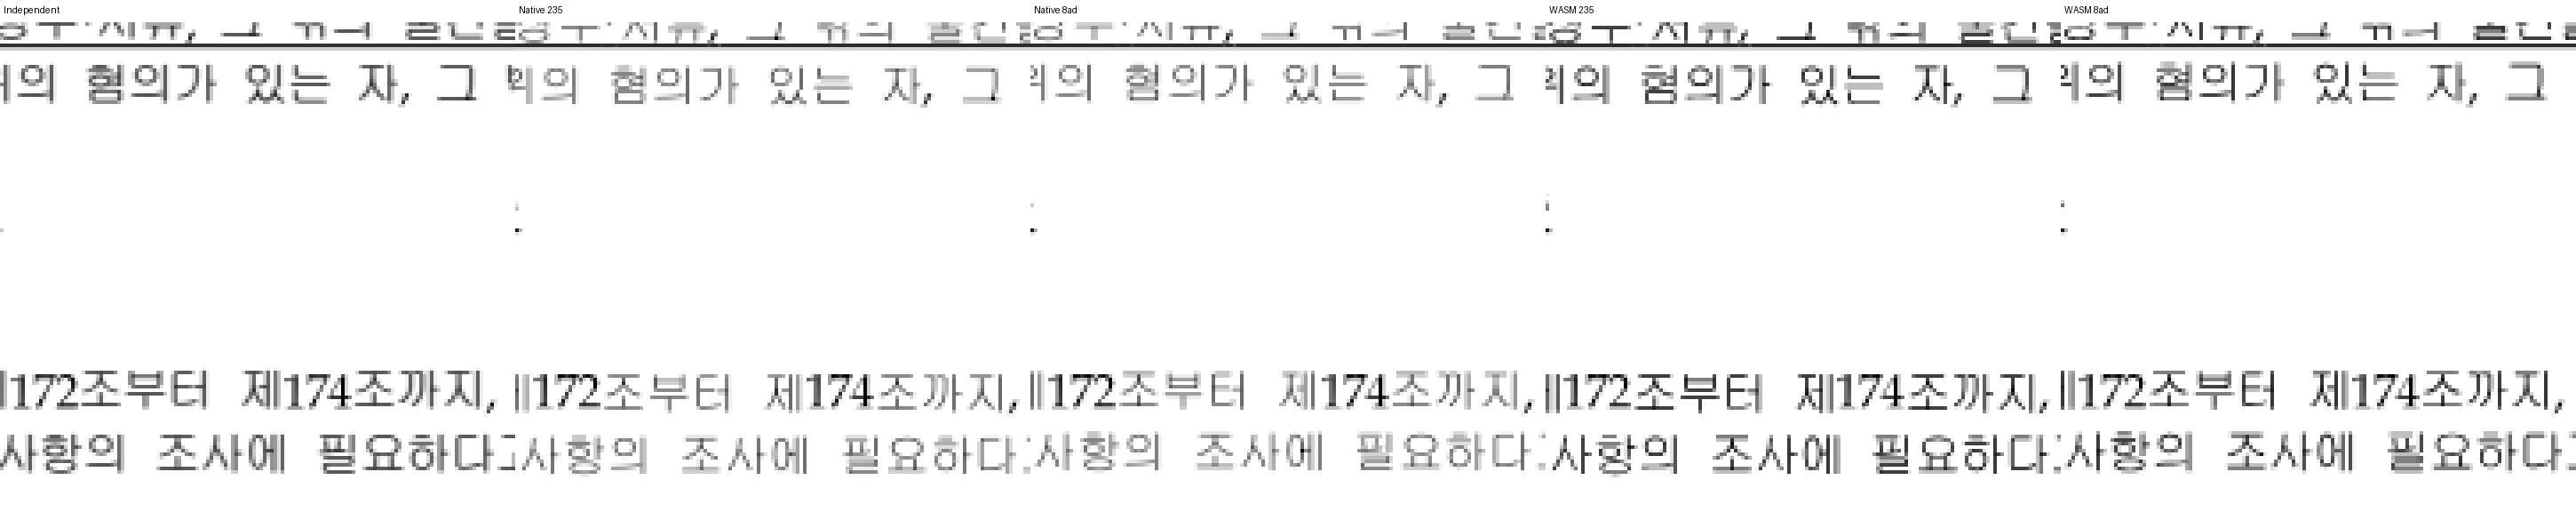 Independent Native 235 Native 8ad WASM 235 WASM 8ad
의 혐의가 있는 자, 그 의 혐의가 있는 자, 그 의 혐의가 있는 자, 그 의 혐의가 있는 자, 그 의 혐의가 있는 자, 그
172조부터 제174조까지, 172조부터 제174조까지, 172조부터 제174조까지, 172조부터 제174조까지, 172조부터 제174조까지,
사항의 조사에 필요하다 사항의 조사에 필요하다 사항의 조사에 필요하다 사항의 조사에 필요하다 사항의 조사에 필요하다